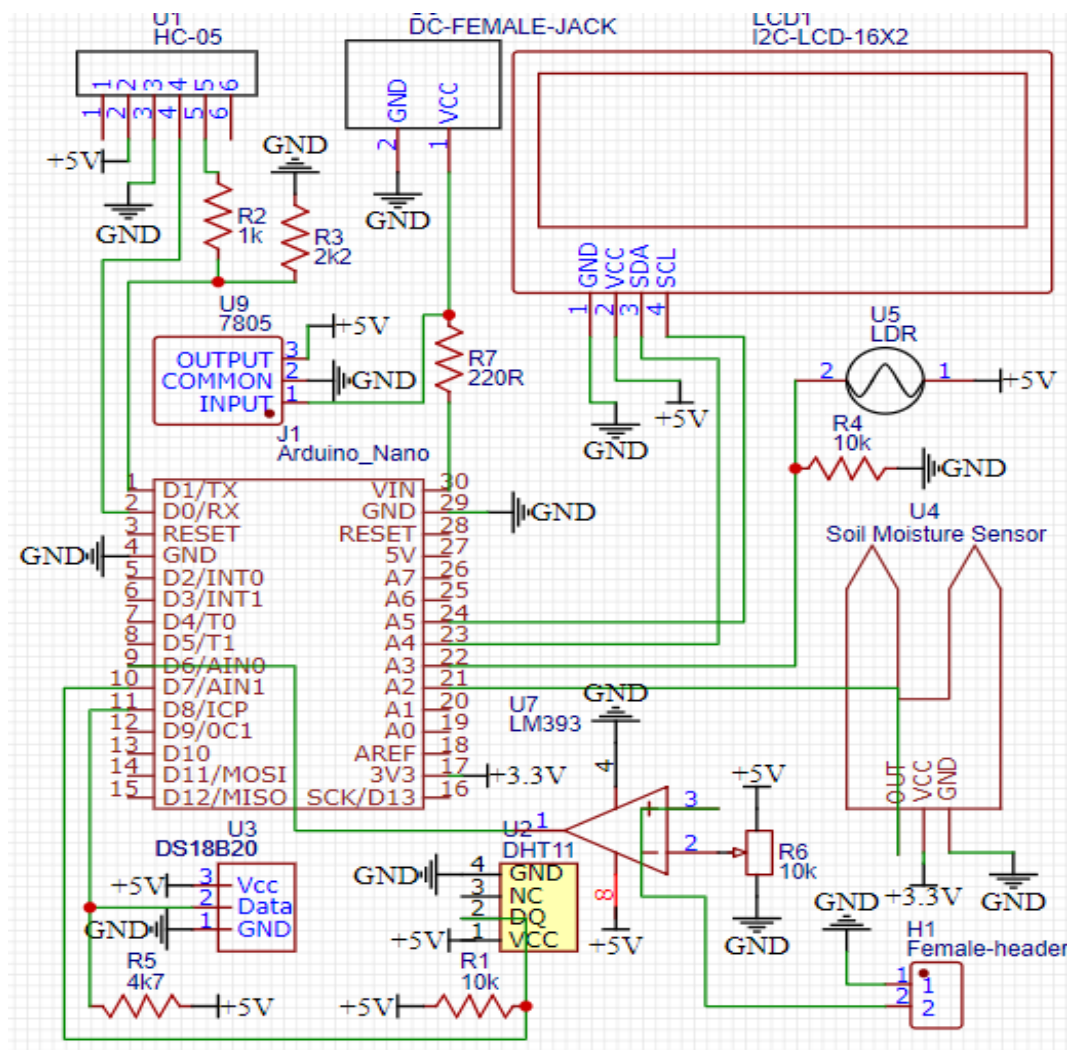 U1
HC-05
1 2 3 4 5 6
1 2 3 4 5 6
+5V
GND
GND
R2
1k
R3
2k2
DC-FEMALE-JACK
GND
VCC
2
1
GND
LCD1
I2C-LCD-16X2
GND
VCC
SDA
SCL
1
2
3
4
GND
+5V
U9
7805
OUTPUT 3
COMMON 2
INPUT 1
+5V
GND
R7
220R
U5
LDR
2
1
+5V
R4
10k
GND
J1
Arduino_Nano
1 D1/TX
2 D0/RX
3 RESET
4 GND
5 D2/INT0
6 D3/INT1
7 D4/T0
8 D5/T1
9 D6/AIN0
10 D7/AIN1
11 D8/ICP
12 D9/0C1
13 D10
14 D11/MOSI
15 D12/MISO
VIN 30
GND 29
RESET 28
5V 27
A7 26
A6 25
A5 24
A4 23
A3 22
A2 21
A1 20
A0 19
AREF 18
3V3 17
SCK/D13 16
GND
GND
+3.3V
U4
Soil Moisture Sensor
OUT
VCC
GND
+3.3V
GND
U7
LM393
GND
4
1
+ 3
- 2
8
+5V
+5V
R6
10k
GND
U3
DS18B20
3 Vcc
2 Data
1 GND
+5V
GND
R5
4k7
+5V
U2
DHT11
4 GND
3 NC
2 DQ
1 VCC
GND
+5V
R1
10k
+5V
GND
H1
Female-header
1 1
2 2